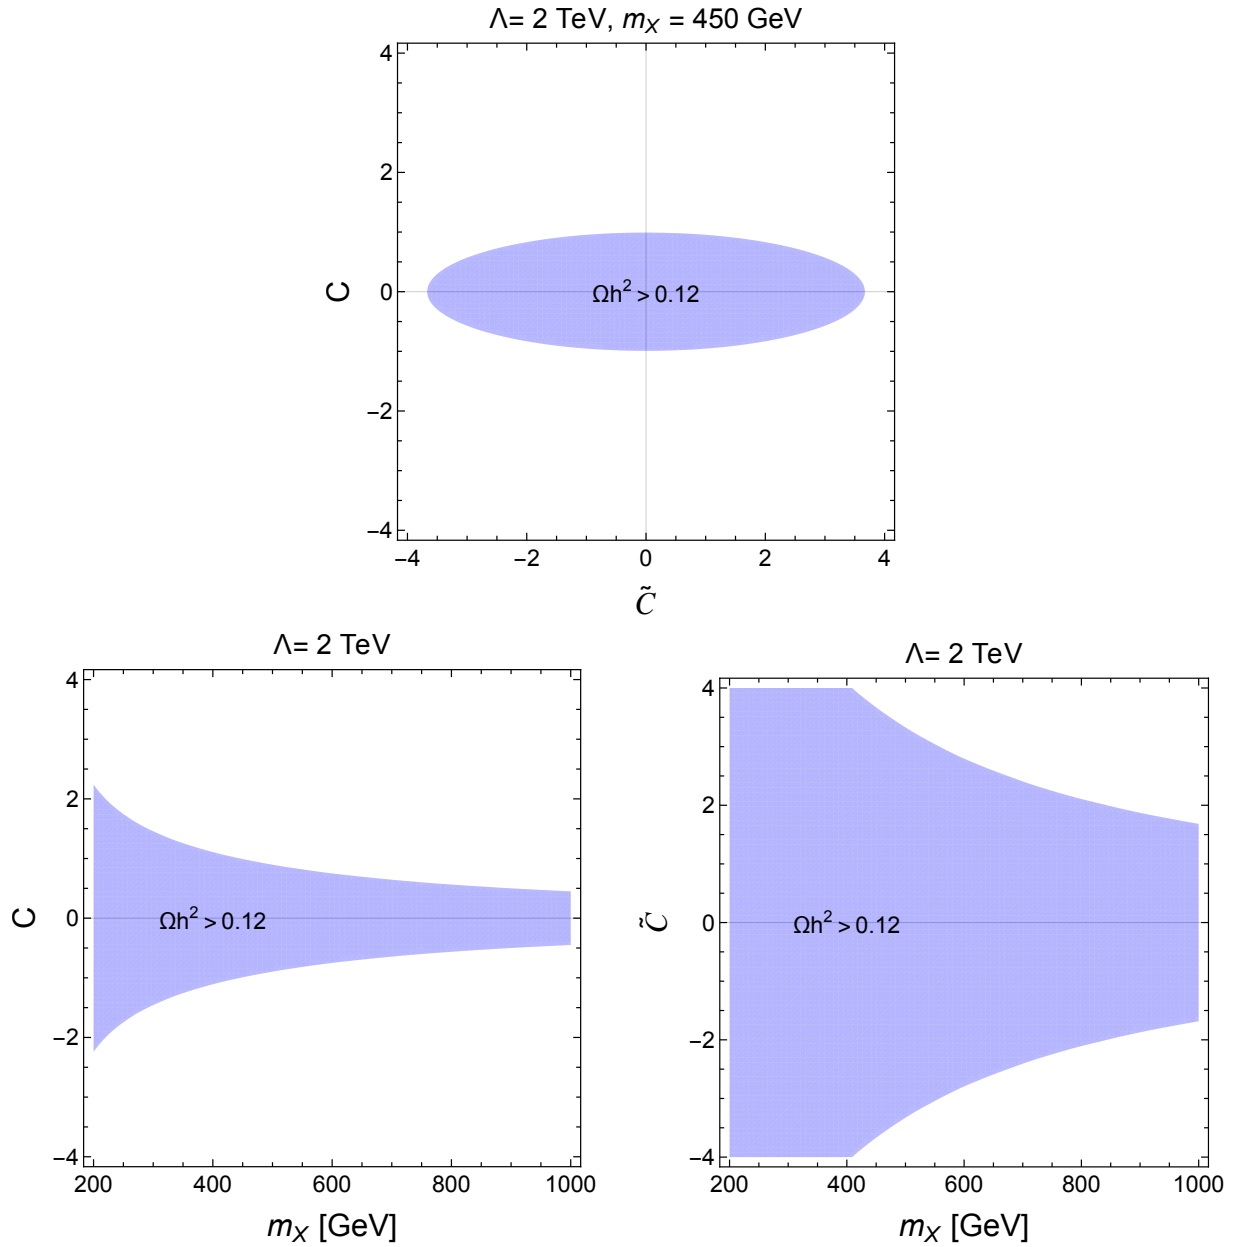 Λ= 2 TeV, m_X = 450 GeV
4
2
0
−2
−4
C
Ωh² > 0.12
−4 −2 0 2 4
C̃
Λ= 2 TeV
4
2
0
−2
−4
C
Ωh² > 0.12
200 400 600 800 1000
m_X [GeV]
Λ= 2 TeV
4
2
0
−2
−4
C̃
Ωh² > 0.12
200 400 600 800 1000
m_X [GeV]